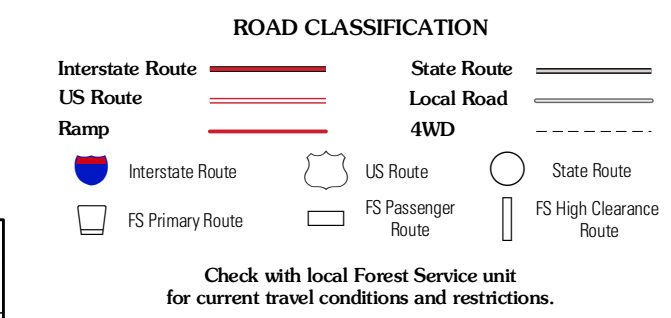 ROAD CLASSIFICATION
Interstate Route
State Route
US Route
Local Road
Ramp
4WD
Interstate Route
US Route
State Route
FS Primary Route
FS Passenger
Route
FS High Clearance
Route
Check with local Forest Service unit
for current travel conditions and restrictions.